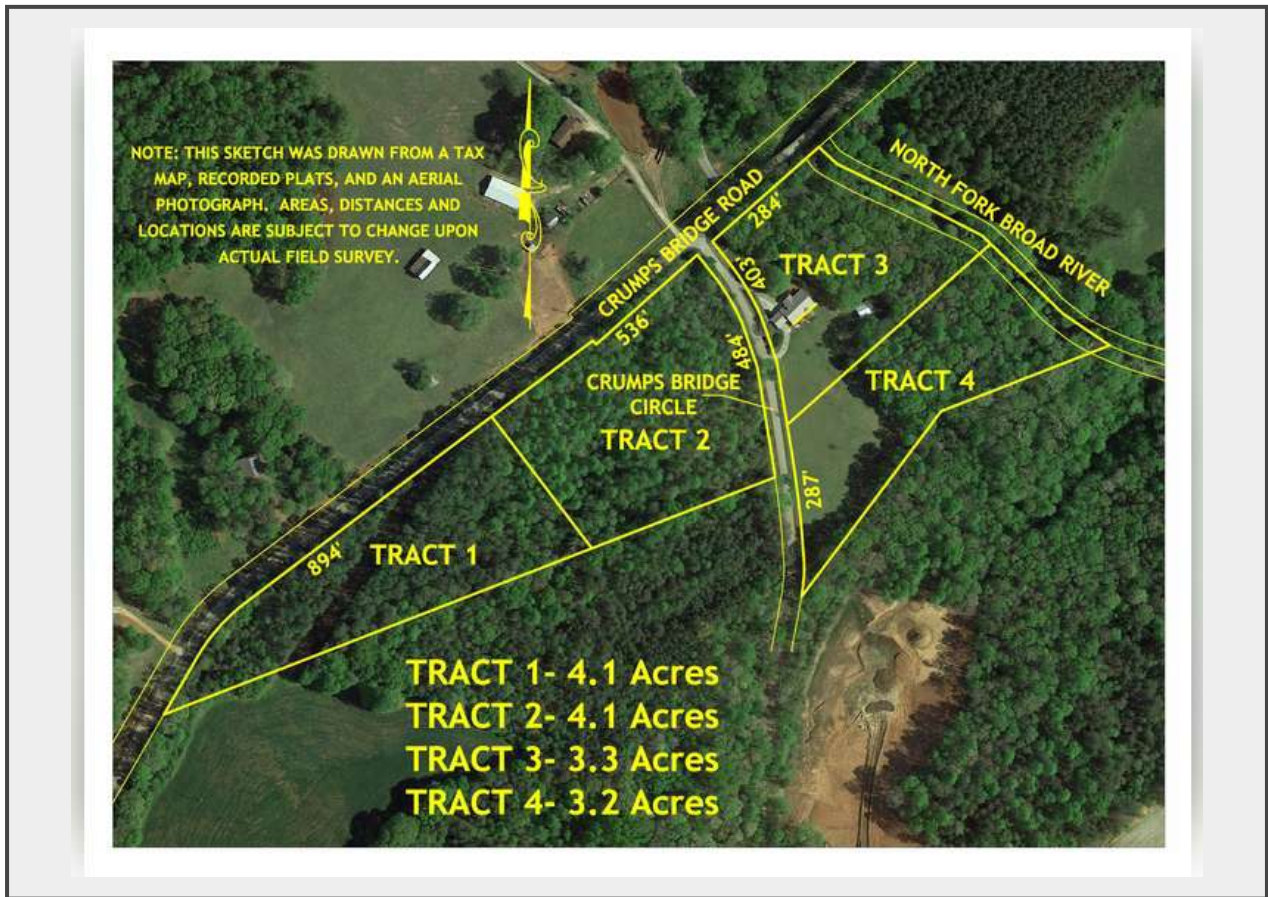 NOTE: THIS SKETCH WAS DRAWN FROM A TAX
MAP, RECORDED PLATS, AND AN AERIAL
PHOTOGRAPH. AREAS, DISTANCES AND
LOCATIONS ARE SUBJECT TO CHANGE UPON
ACTUAL FIELD SURVEY.
NORTH FORK BROAD RIVER
CRUMPS BRIDGE ROAD
284'
403'
TRACT 3
536'
484'
CRUMPS BRIDGE
CIRCLE
TRACT 4
TRACT 2
287'
894'
TRACT 1
TRACT 1- 4.1 Acres
TRACT 2- 4.1 Acres
TRACT 3- 3.3 Acres
TRACT 4- 3.2 Acres